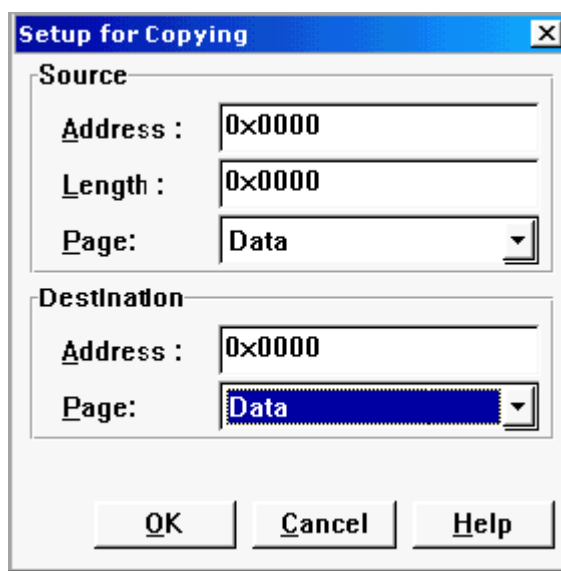 Setup for Copying
Source
Address : 0x0000
Length : 0x0000
Page: Data
Destination
Address : 0x0000
Page: Data
OK Cancel Help